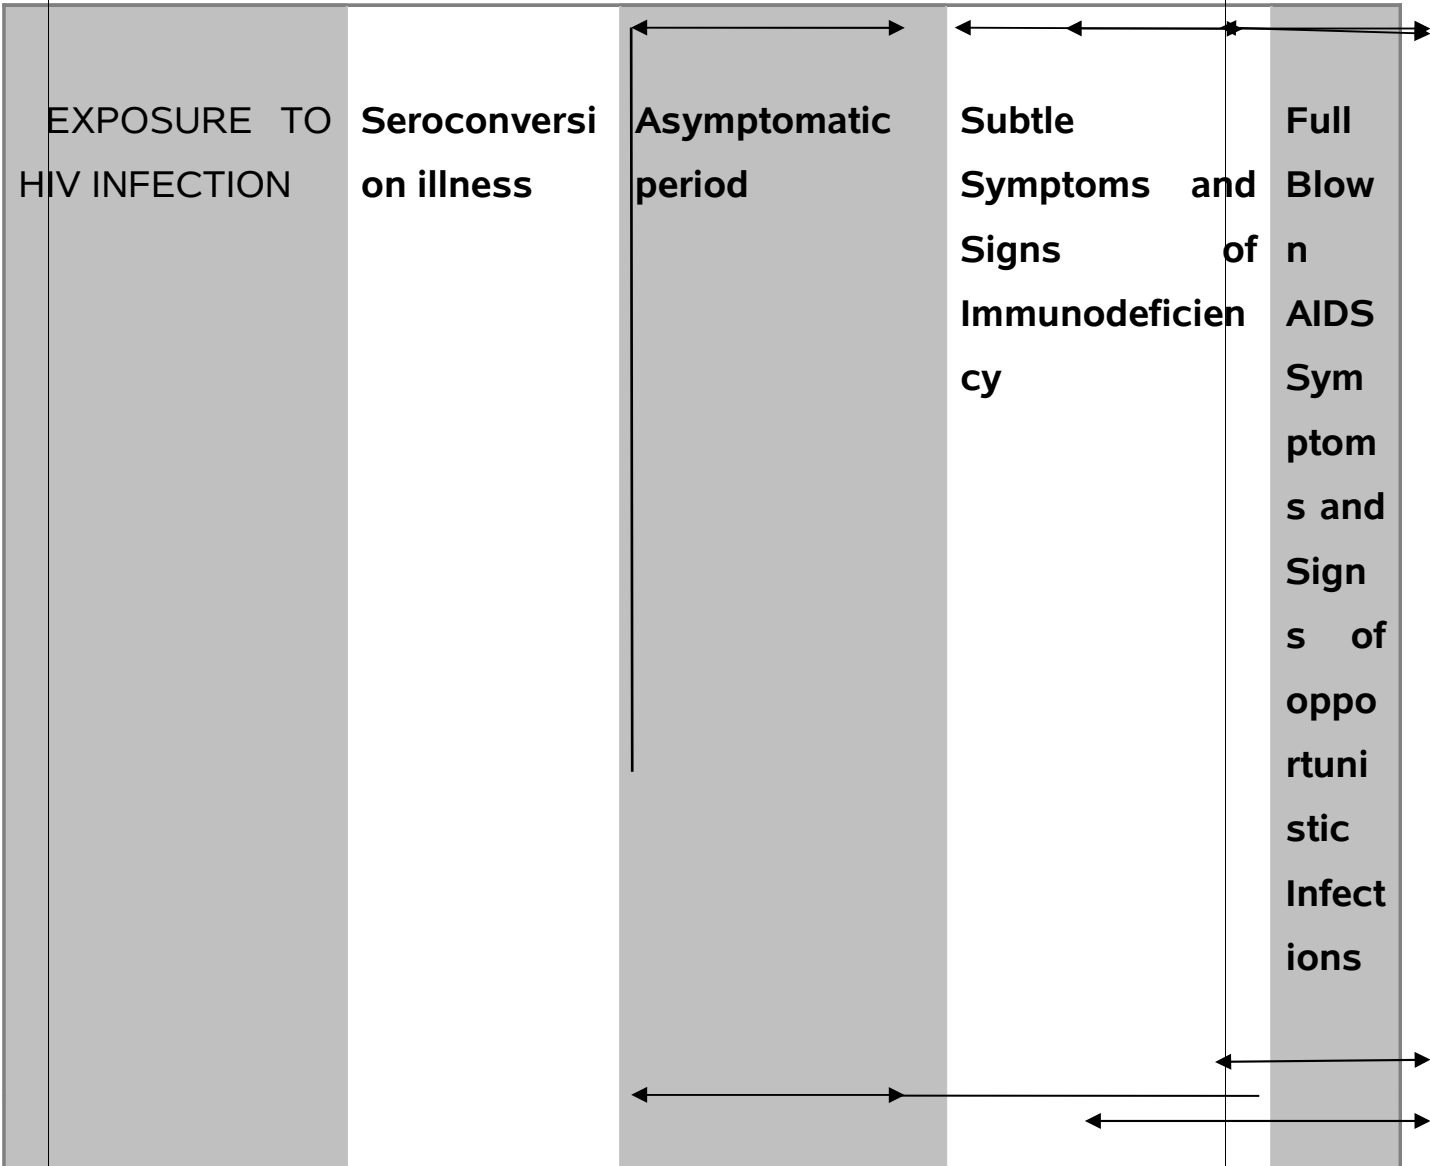 EXPOSURE TO
HIV INFECTION
Seroconversi
on illness
Asymptomatic
period
Subtle
Symptoms and
Signs of
Immunodeficien
cy
Full
Blow
n
AIDS
Sym
ptom
s and
Sign
s of
oppo
rtuni
stic
Infect
ions